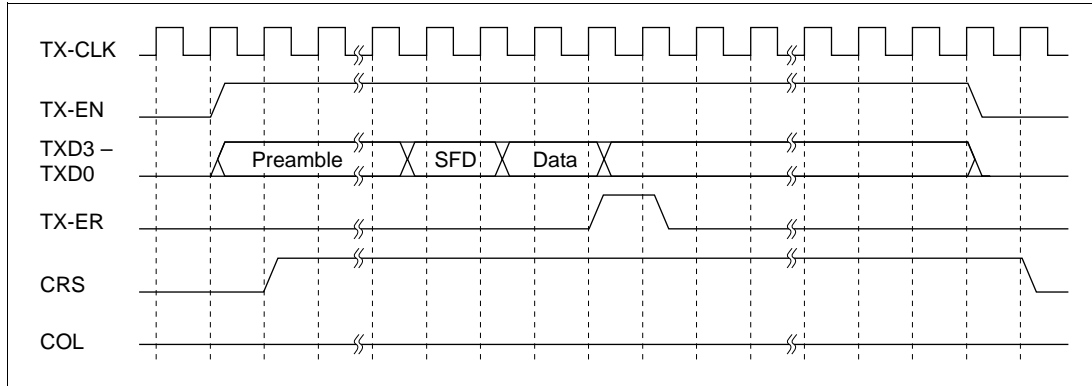 TX-CLK
TX-EN
TXD3 –
TXD0
Preamble SFD Data
TX-ER
CRS
COL